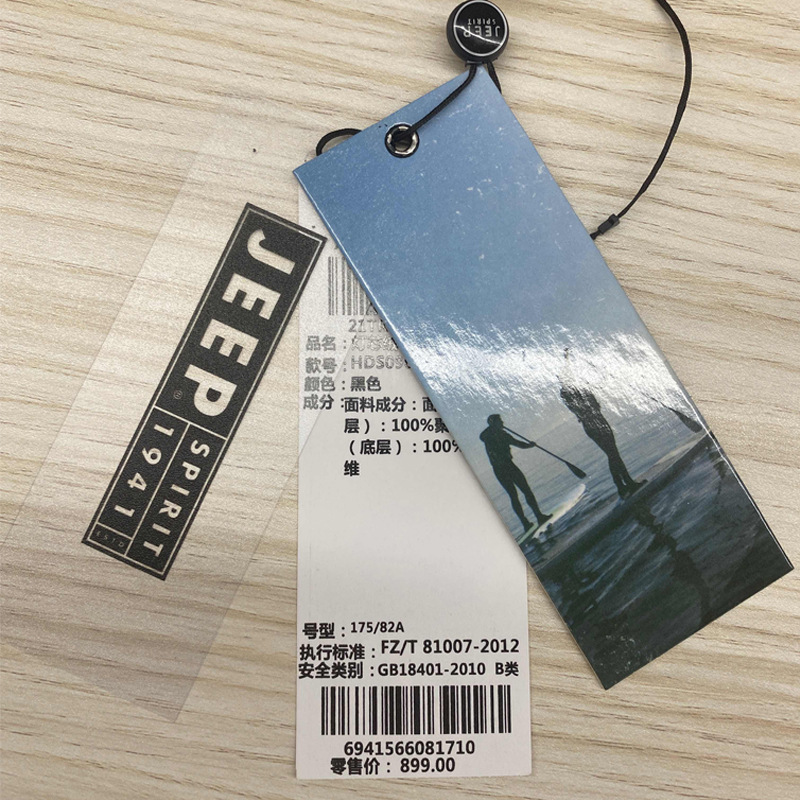 JEEP
SPIRIT
JEEP
SPIRIT
1941
ESTD
品名：
款号：HDS
颜色：黑色
成分：面料成分：面
层）：100%聚
（底层）：100%
维
号型：175/82A
执行标准：FZ/T 81007-2012
安全类别：GB18401-2010 B类
6941566081710
零售价：899.00